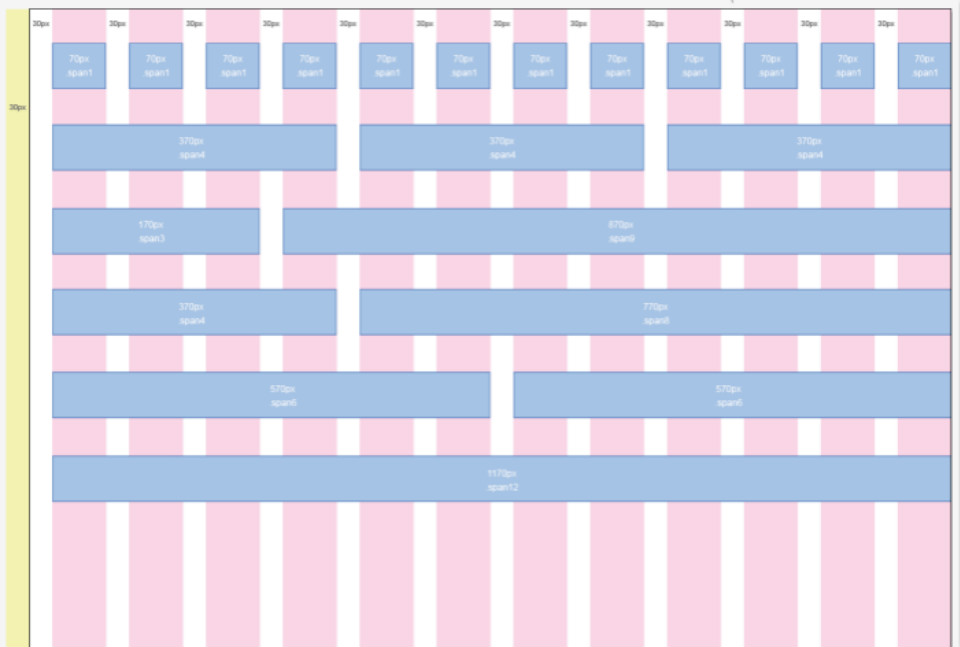 30px 30px 30px 30px 30px 30px 30px 30px 30px 30px 30px 30px
70px 70px 70px 70px 70px 70px 70px 70px 70px 70px 70px 70px
span1 span1 span1 span1 span1 span1 span1 span1 span1 span1 span1 span1
30px
370px 370px 370px
span4 span4 span4
170px 870px
span3 span9
370px 770px
span4 span8
570px 570px
span6 span6
1170px
span12